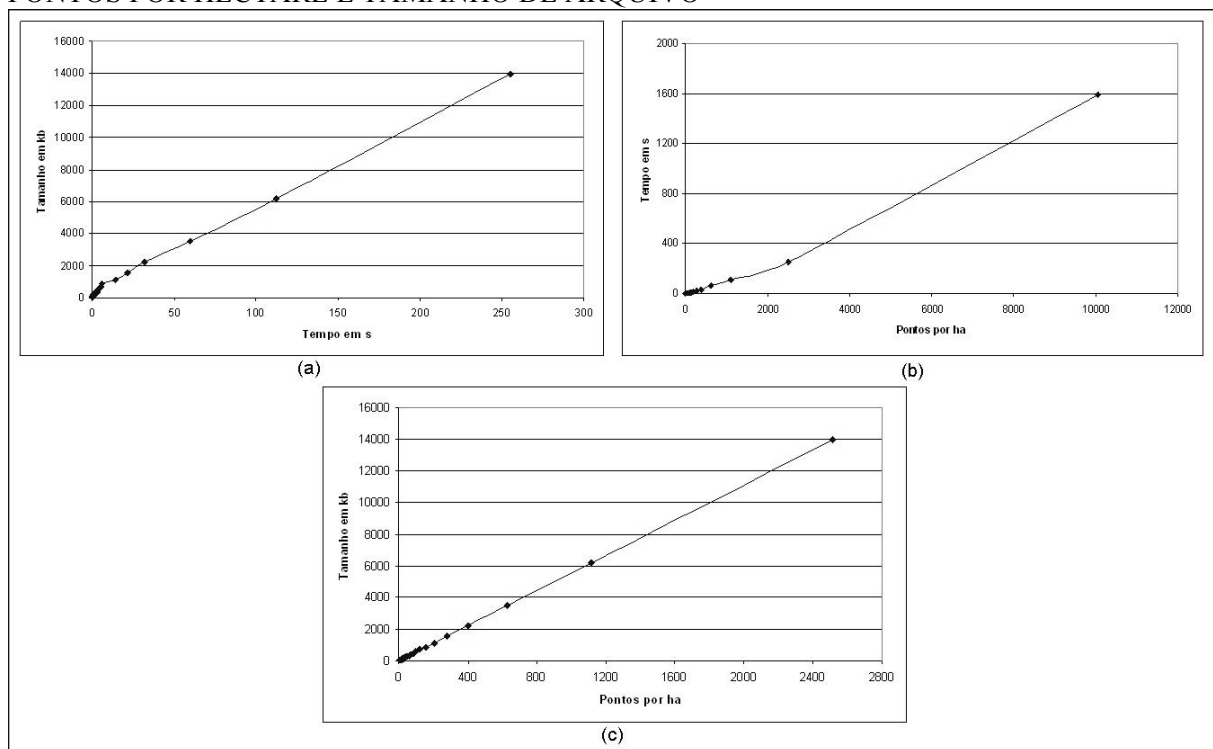 PONTOS POR HECTARE E TAMANHO DE ARQUIVO
16000
14000
12000
10000
8000
6000
4000
2000
0
Tamanho em kb
0 50 100 150 200 250 300
Tempo em s
(a)
2000
1600
1200
800
400
0
Tempo em s
0 2000 4000 6000 8000 10000 12000
Pontos por ha
(b)
16000
14000
12000
10000
8000
6000
4000
2000
0
Tamanho em kb
0 400 800 1200 1600 2000 2400 2800
Pontos por ha
(c)